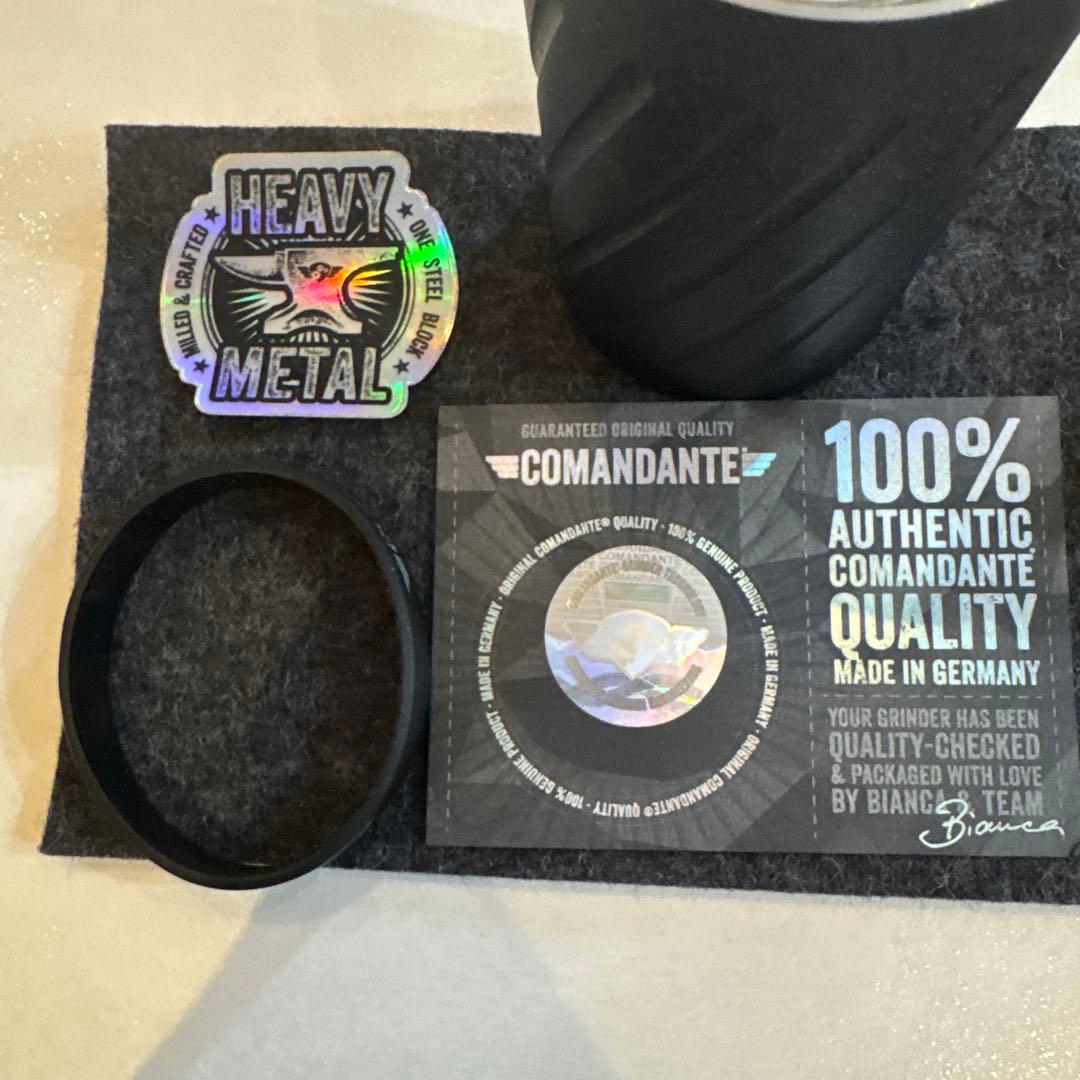 HEAVY
MILLED & CRAFTED
ONE STEEL BLOCK
METAL
GUARANTEED ORIGINAL QUALITY
COMANDANTE®
ORIGINAL COMANDANTE® QUALITY · 100% GENUINE PRODUCT · MADE IN GERMANY · ORIGINAL COMANDANTE® QUALITY · 100% GENUINE PRODUCT · MADE IN GERMANY ·
100%
AUTHENTIC
COMANDANTE®
QUALITY
MADE IN GERMANY
YOUR GRINDER HAS BEEN
QUALITY-CHECKED
& PACKAGED WITH LOVE
BY BIANCA & TEAM
Bianca